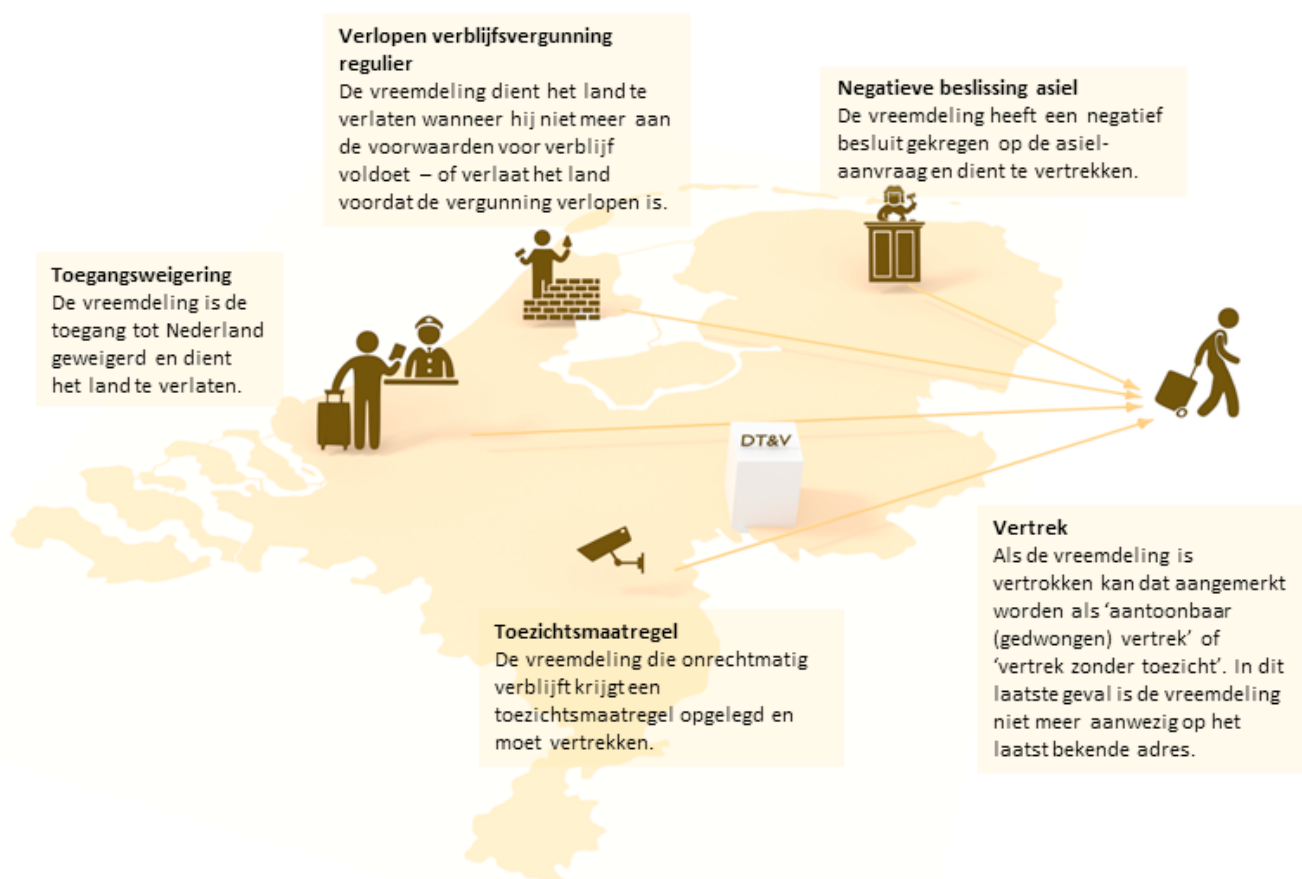 Verlopen verblijfsvergunning
regulier
De vreemdeling dient het land te
verlaten wanneer hij niet meer aan
de voorwaarden voor verblijf
voldoet – of verlaat het land
voordat de vergunning verlopen is.
Negatieve beslissing asiel
De vreemdeling heeft een negatief
besluit gekregen op de asiel-
aanvraag en dient te vertrekken.
Toegangsweigering
De vreemdeling is de
toegang tot Nederland
geweigerd en dient
het land te verlaten.
DT&V
Toezichtsmaatregel
De vreemdeling die onrechtmatig
verblijft krijgt een
toezichtsmaatregel opgelegd en
moet vertrekken.
Vertrek
Als de vreemdeling is
vertrokken kan dat aangemerkt
worden als ‘aantoonbaar
(gedwongen) vertrek’ of
‘vertrek zonder toezicht’. In dit
laatste geval is de vreemdeling
niet meer aanwezig op het
laatst bekende adres.